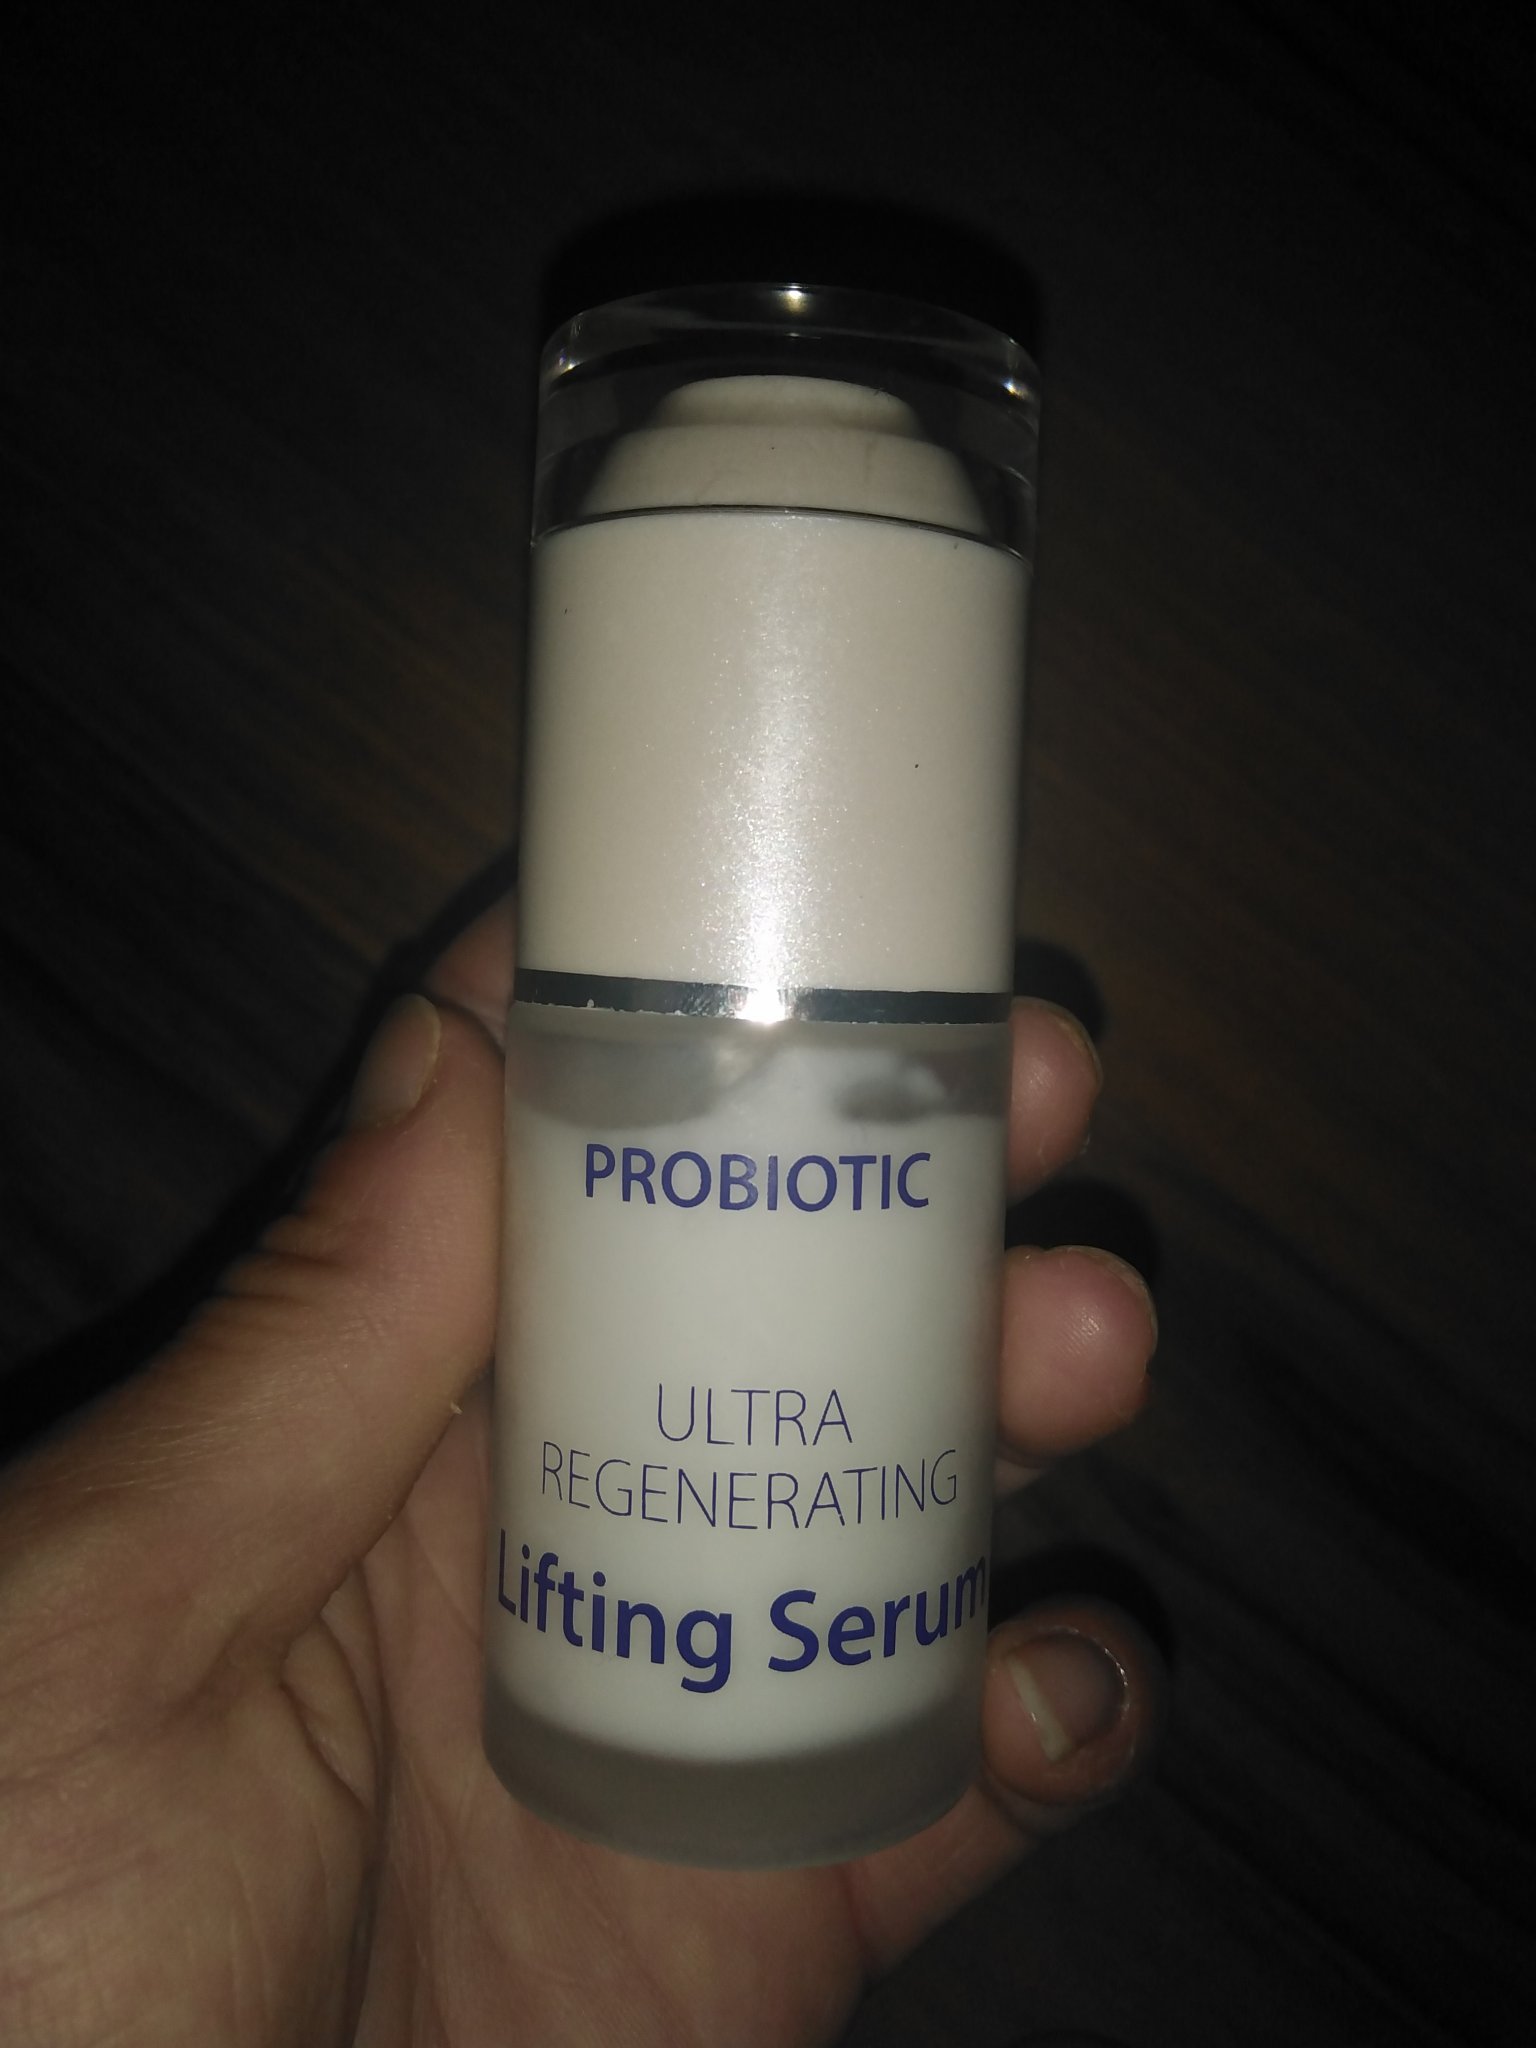 PROBIOTIC
ULTRA
REGENERATING
Lifting Serum